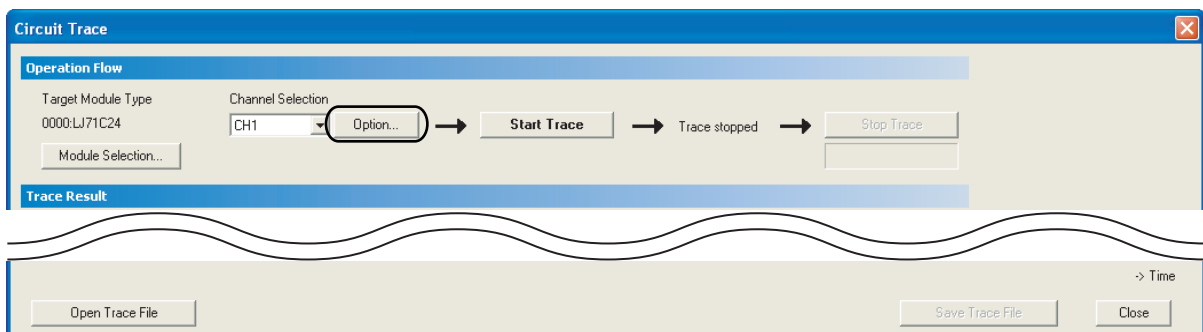 Circuit Trace
Operation Flow
Target Module Type
Channel Selection
0000:LJ71C24
CH1
Option...
Start Trace
Trace stopped
Stop Trace
Module Selection...
Trace Result
-> Time
Open Trace File
Save Trace File
Close